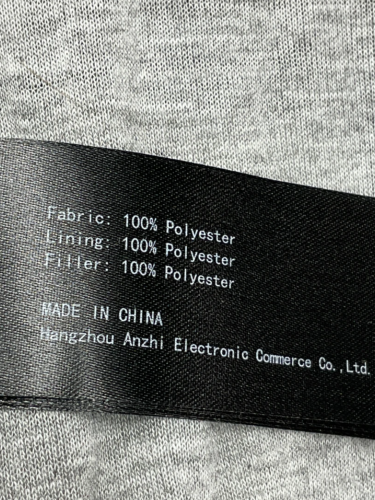 Fabric: 100% Polyester
Lining: 100% Polyester
Filler: 100% Polyester
MADE IN CHINA
Hangzhou Anzhi Electronic Commerce Co.,Ltd.